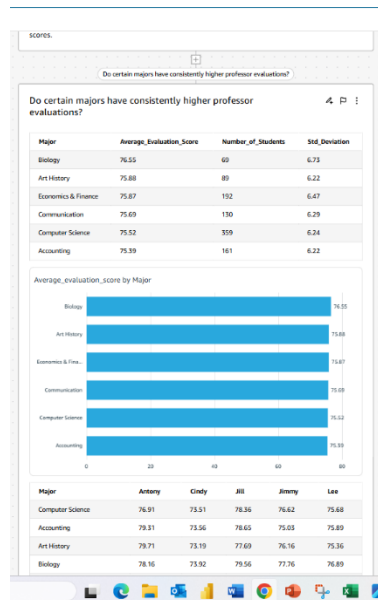 scores.
Do certain majors have consistently higher professor evaluations?
Do certain majors have consistently higher professor
evaluations?
Major Average_Evaluation_Score Number_of_Students Std_Deviation
Biology 76.55 69 6.73
Art History 75.88 89 6.22
Economics & Finance 75.87 192 6.47
Communication 75.69 130 6.29
Computer Science 75.52 359 6.24
Accounting 75.39 161 6.22
Average_evaluation_score by Major
Biology 76.55
Art History 75.88
Economics & Fina... 75.87
Communication 75.69
Computer Science 75.52
Accounting 75.39
0 20 40 60 80
Major Antony Cindy Jill Jimmy Lee
Computer Science 76.91 73.51 78.36 76.62 75.68
Accounting 79.31 73.56 78.65 75.03 75.89
Art History 79.71 73.19 77.69 76.16 75.36
Biology 78.16 73.92 79.56 77.76 76.89